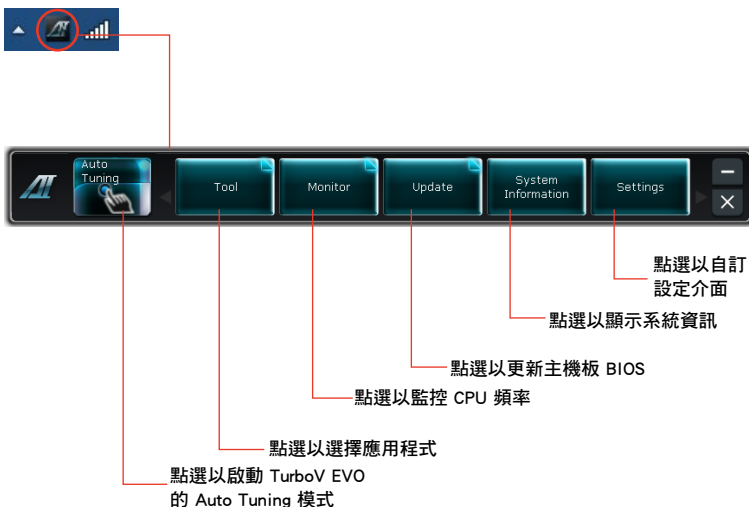 Auto
Tuning
Tool
Monitor
Update
System
Information
Settings
點選以自訂
設定介面
點選以顯示系統資訊
點選以更新主機板 BIOS
點選以監控 CPU 頻率
點選以選擇應用程式
點選以啟動 TurboV EVO
的 Auto Tuning 模式